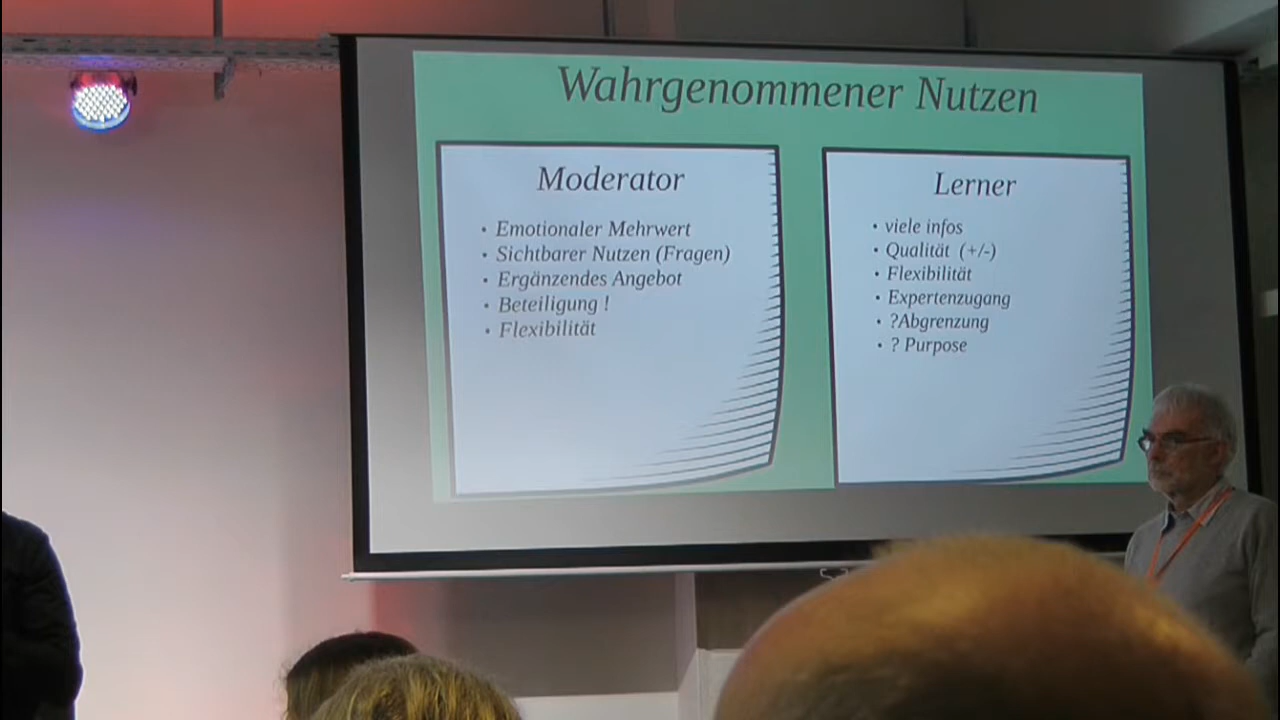 Wahrgenommener Nutzen
Moderator
• Emotionaler Mehrwert
• Sichtbarer Nutzen (Fragen)
• Ergänzendes Angebot
• Beteiligung !
• Flexibilität
Lerner
• viele infos
• Qualität (+/-)
• Flexibilität
• Expertenzugang
• ?Abgrenzung
• ? Purpose